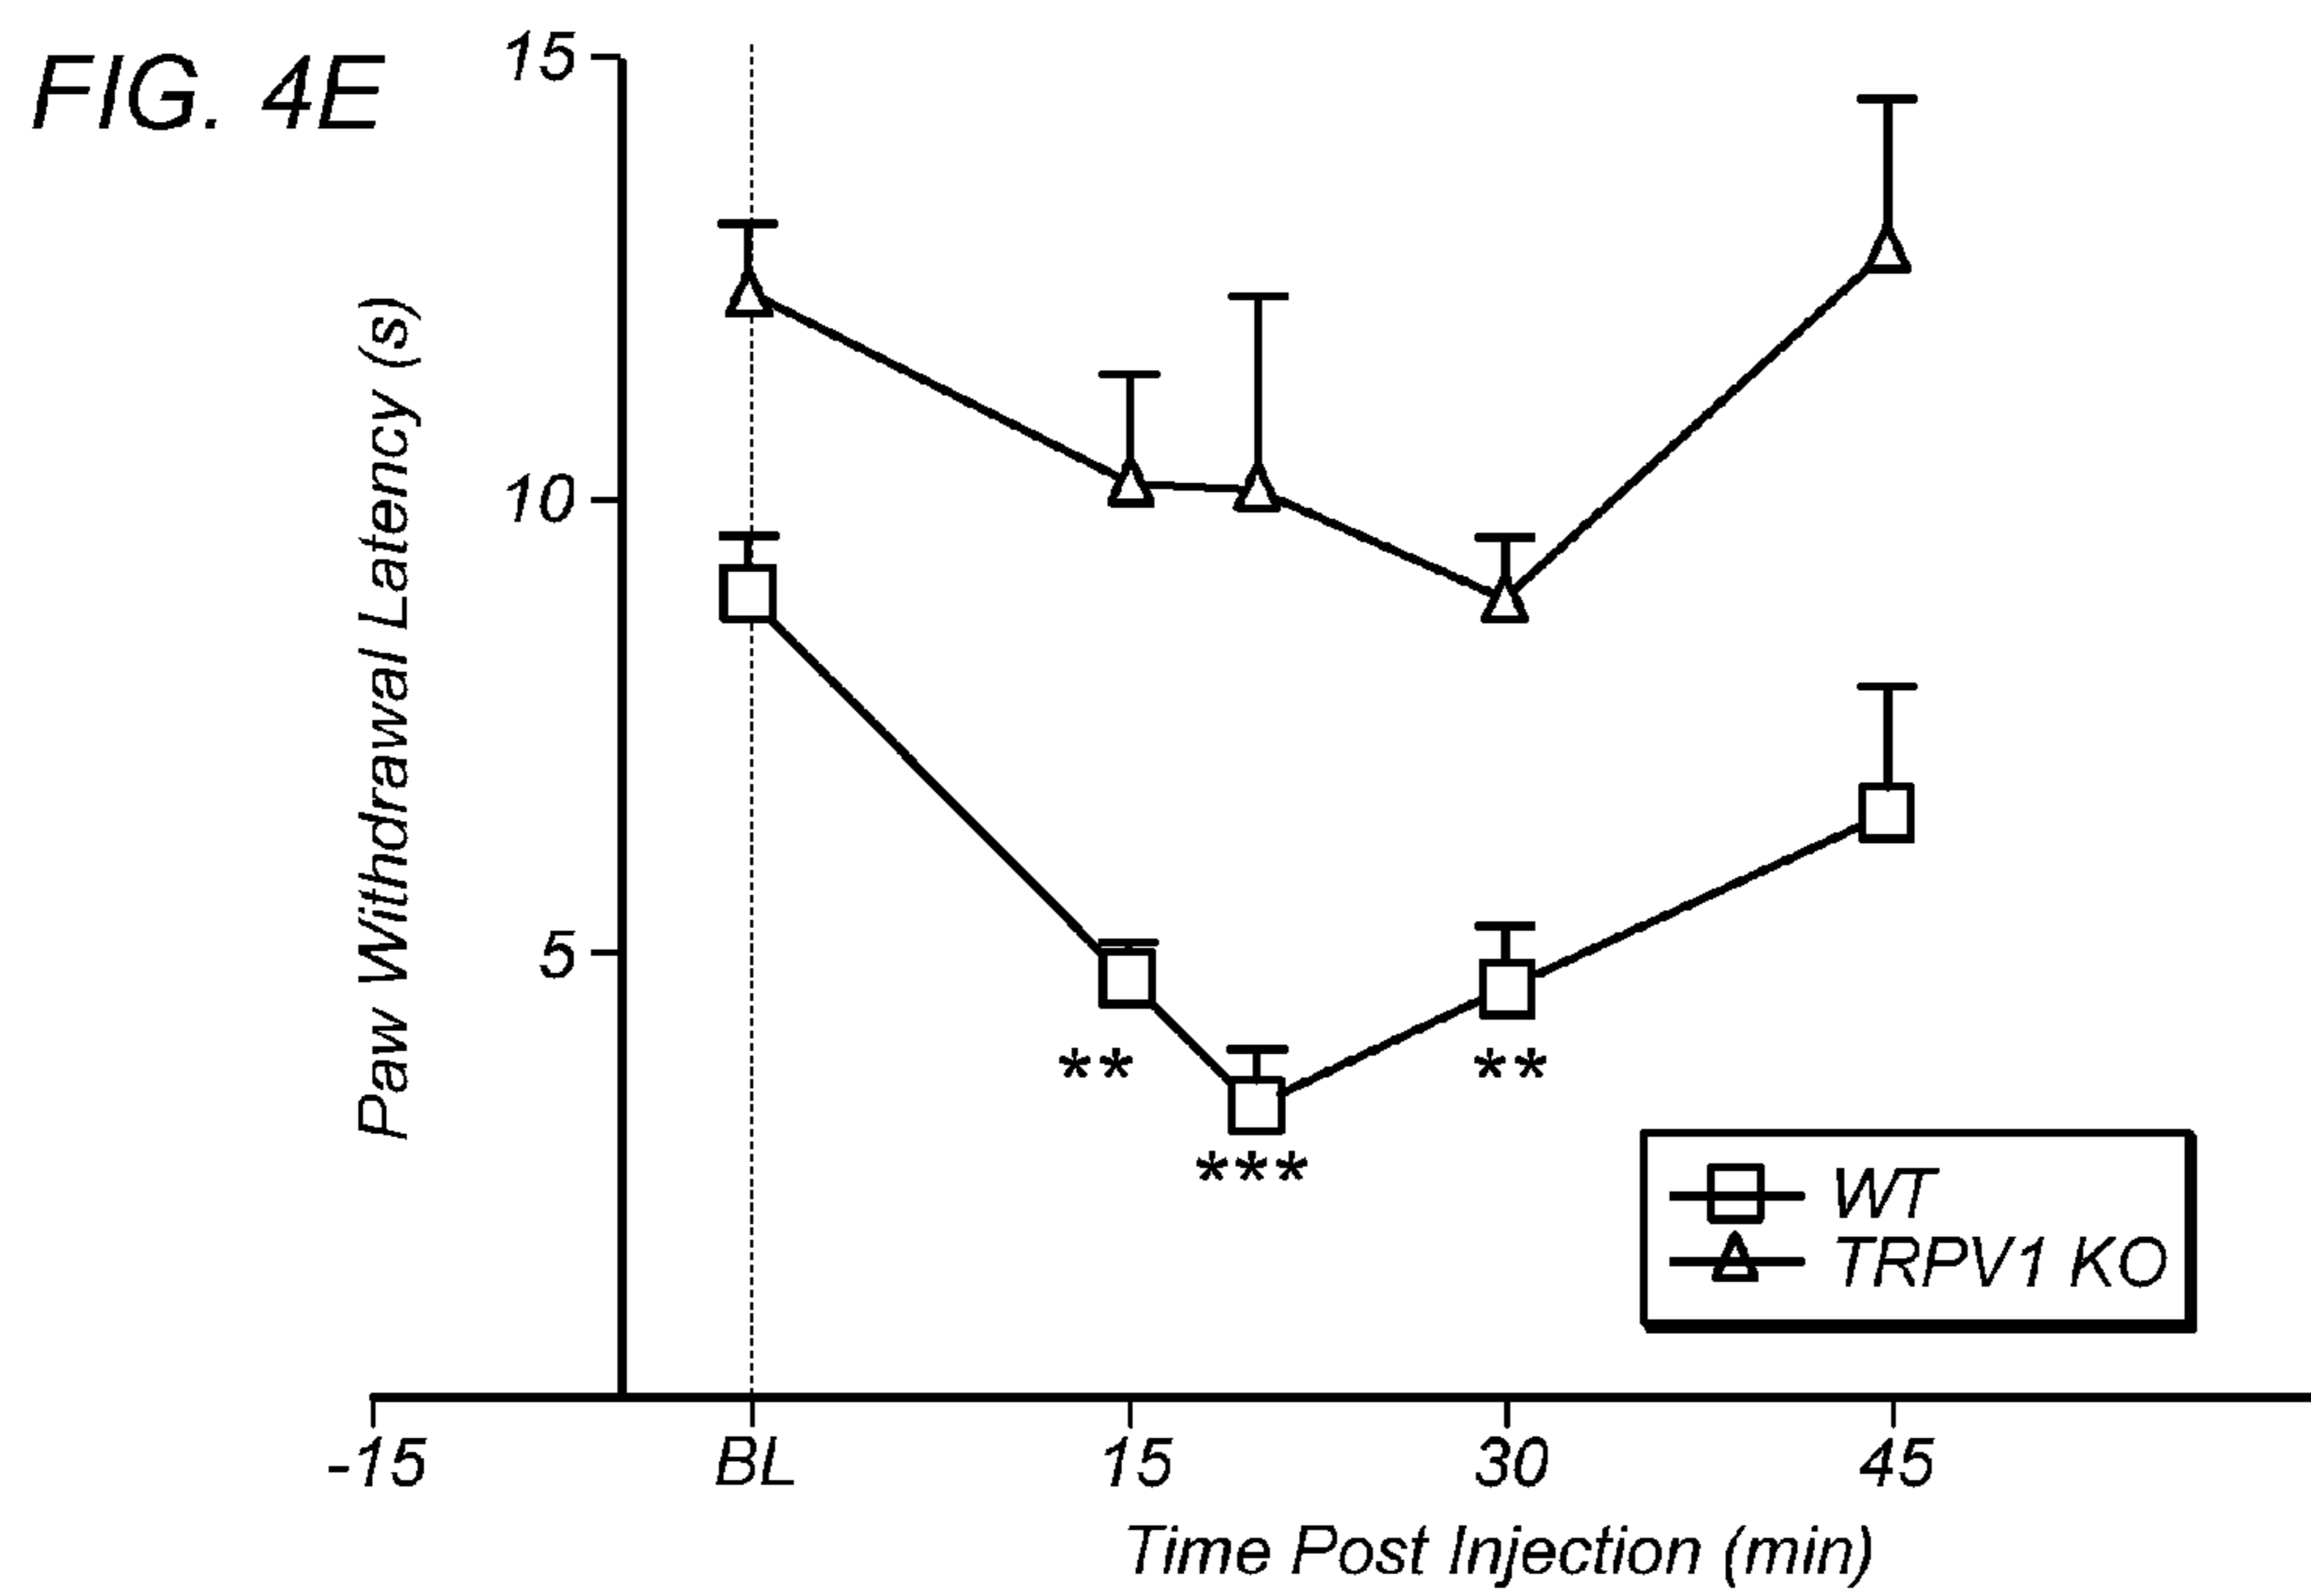 FIG. 4E
15
10
5
Paw Withdrawal Latency (s)
**
***
**
WT
TRPV1 KO
-15 BL 15 30 45
Time Post Injection (min)